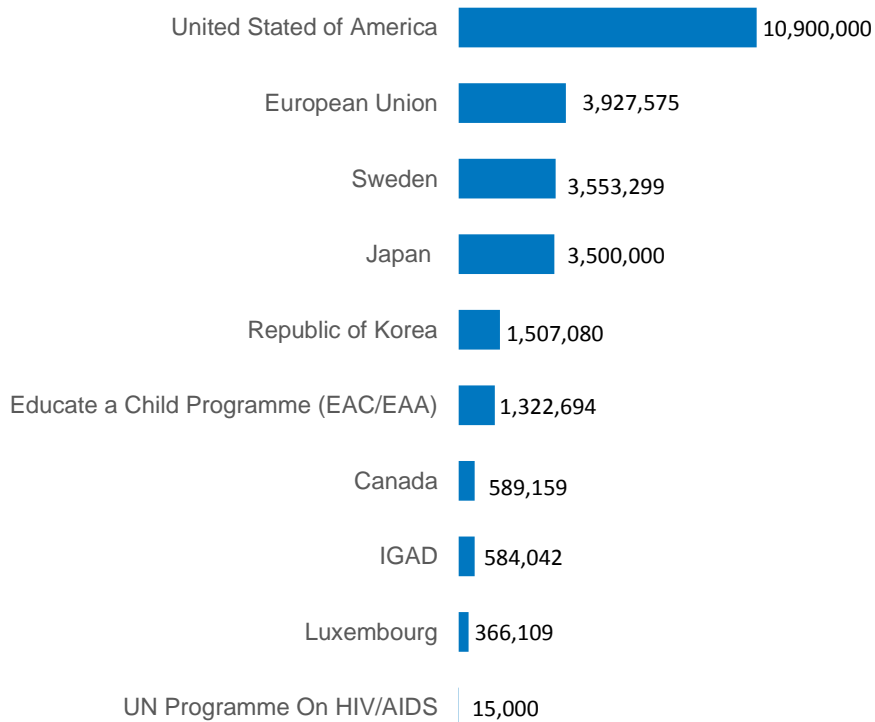 United Stated of America 10,900,000
European Union 3,927,575
Sweden 3,553,299
Japan 3,500,000
Republic of Korea 1,507,080
Educate a Child Programme (EAC/EAA) 1,322,694
Canada 589,159
IGAD 584,042
Luxembourg 366,109
UN Programme On HIV/AIDS 15,000